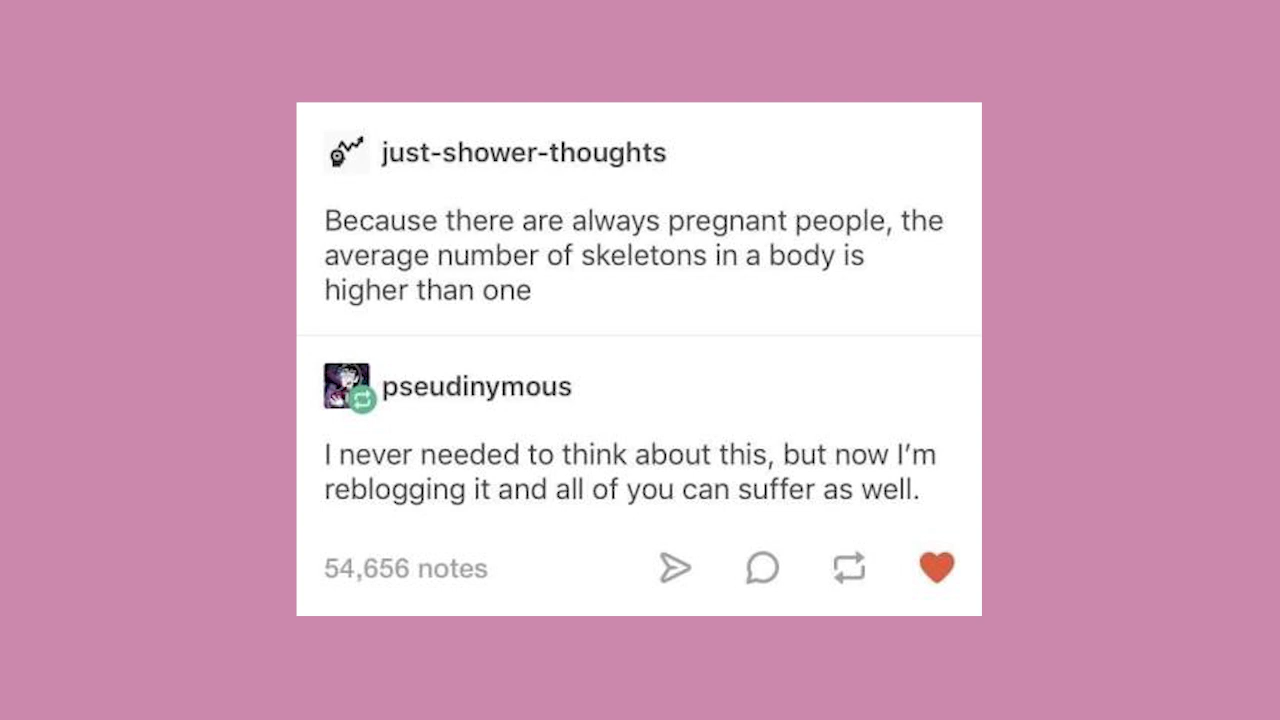 just-shower-thoughts
Because there are always pregnant people, the
average number of skeletons in a body is
higher than one
pseudinymous
I never needed to think about this, but now I’m
reblogging it and all of you can suffer as well.
54,656 notes